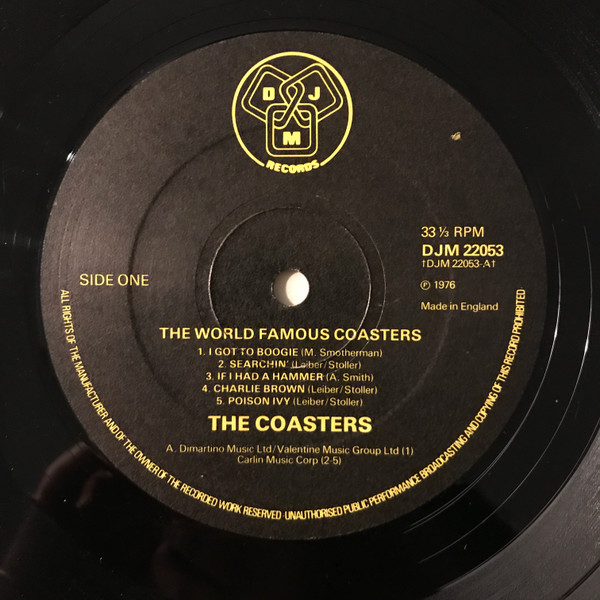 D J
M
RECORDS
33 ⅓ RPM
DJM 22053
†DJM 22053-A†
SIDE ONE
℗ 1976
Made in England
THE WORLD FAMOUS COASTERS
1. I GOT TO BOOGIE (M. Smotherman)
2. SEARCHIN' (Leiber/Stoller)
3. IF I HAD A HAMMER (A. Smith)
4. CHARLIE BROWN (Leiber/Stoller)
5. POISON IVY (Leiber/Stoller)
THE COASTERS
A. Dimartino Music Ltd/Valentine Music Group Ltd (1)
Carlin Music Corp (2-5)
ALL RIGHTS OF THE MANUFACTURER AND OF THE OWNER OF THE RECORDED WORK RESERVED · UNAUTHORISED PUBLIC PERFORMANCE BROADCASTING AND COPYING OF THIS RECORD PROHIBITED